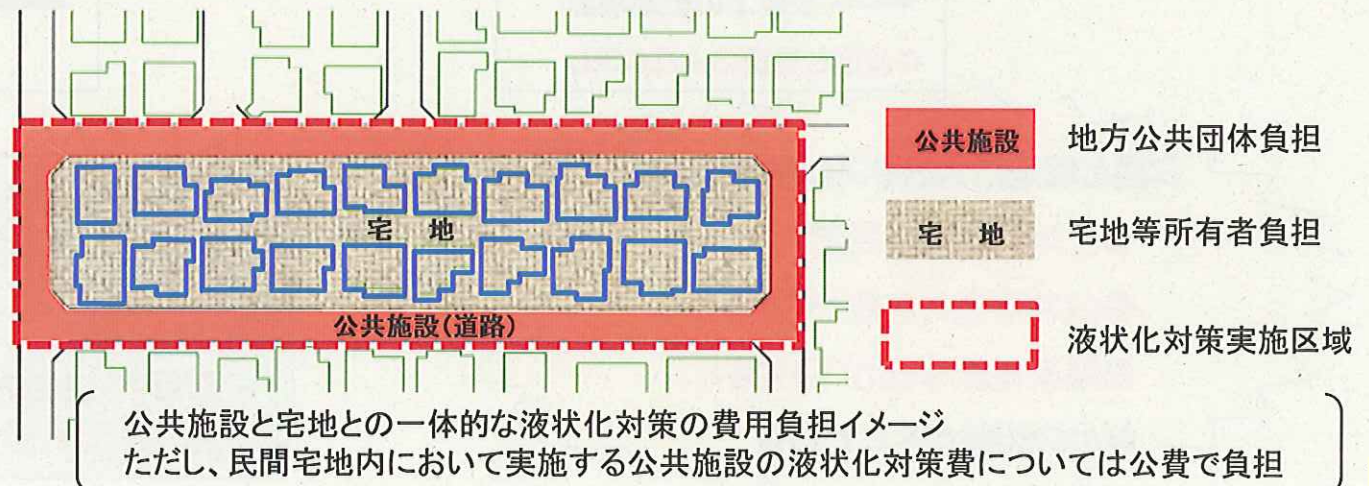 宅 地
公共施設(道路)
公共施設 地方公共団体負担
宅 地 宅地等所有者負担
液状化対策実施区域
公共施設と宅地との一体的な液状化対策の費用負担イメージ
ただし、民間宅地内において実施する公共施設の液状化対策費については公費で負担